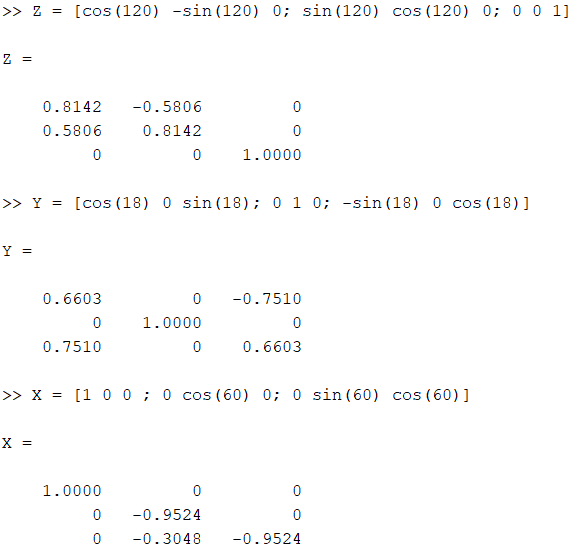 >> Z = [cos(120) -sin(120) 0; sin(120) cos(120) 0; 0 0 1]
Z =
0.8142 -0.5806 0
0.5806 0.8142 0
0 0 1.0000
>> Y = [cos(18) 0 sin(18); 0 1 0; -sin(18) 0 cos(18)]
Y =
0.6603 0 -0.7510
0 1.0000 0
0.7510 0 0.6603
>> X = [1 0 0 ; 0 cos(60) 0; 0 sin(60) cos(60)]
X =
1.0000 0 0
0 -0.9524 0
0 -0.3048 -0.9524